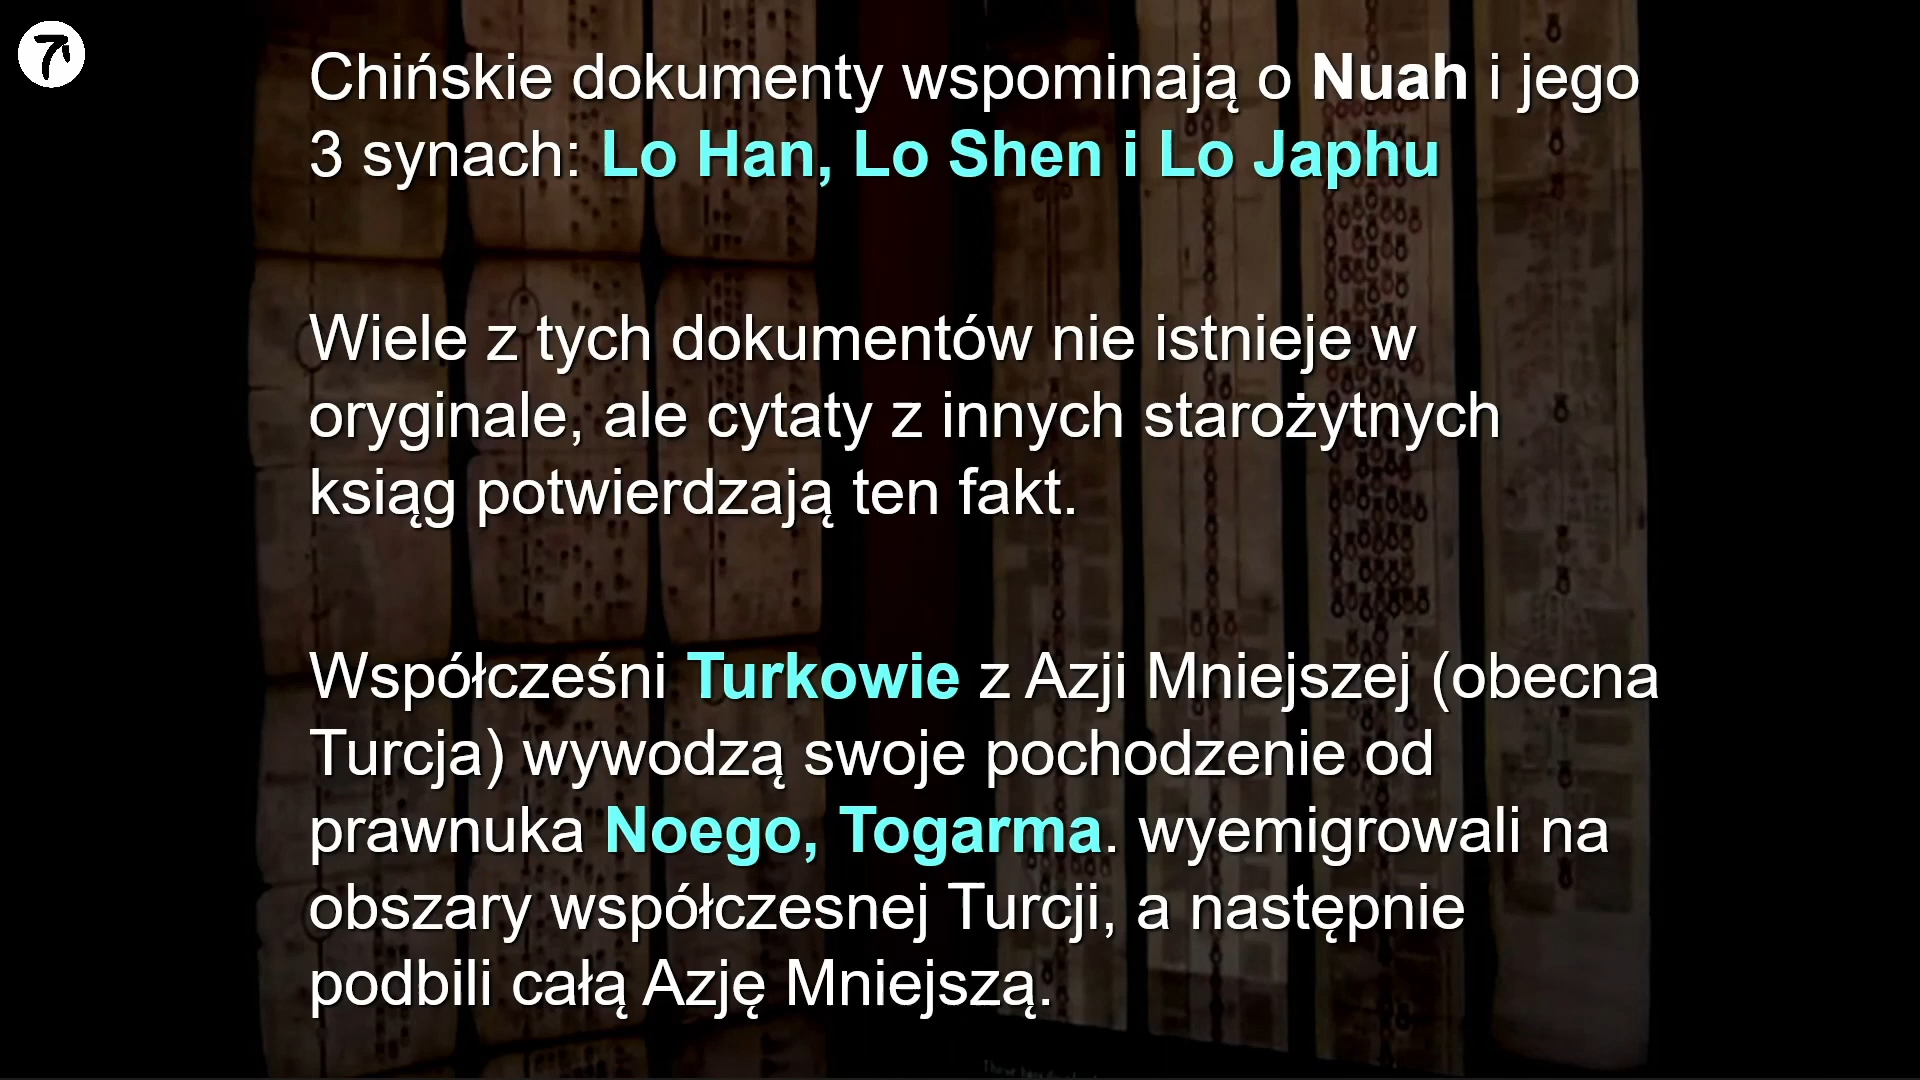 Chińskie dokumenty wspominają o Nuah i jego
3 synach: Lo Han, Lo Shen i Lo Japhu
Wiele z tych dokumentów nie istnieje w
oryginale, ale cytaty z innych starożytnych
ksiąg potwierdzają ten fakt.
Współcześni Turkowie z Azji Mniejszej (obecna
Turcja) wywodzą swoje pochodzenie od
prawnuka Noego, Togarma. wyemigrowali na
obszary współczesnej Turcji, a następnie
podbili całą Azję Mniejszą.